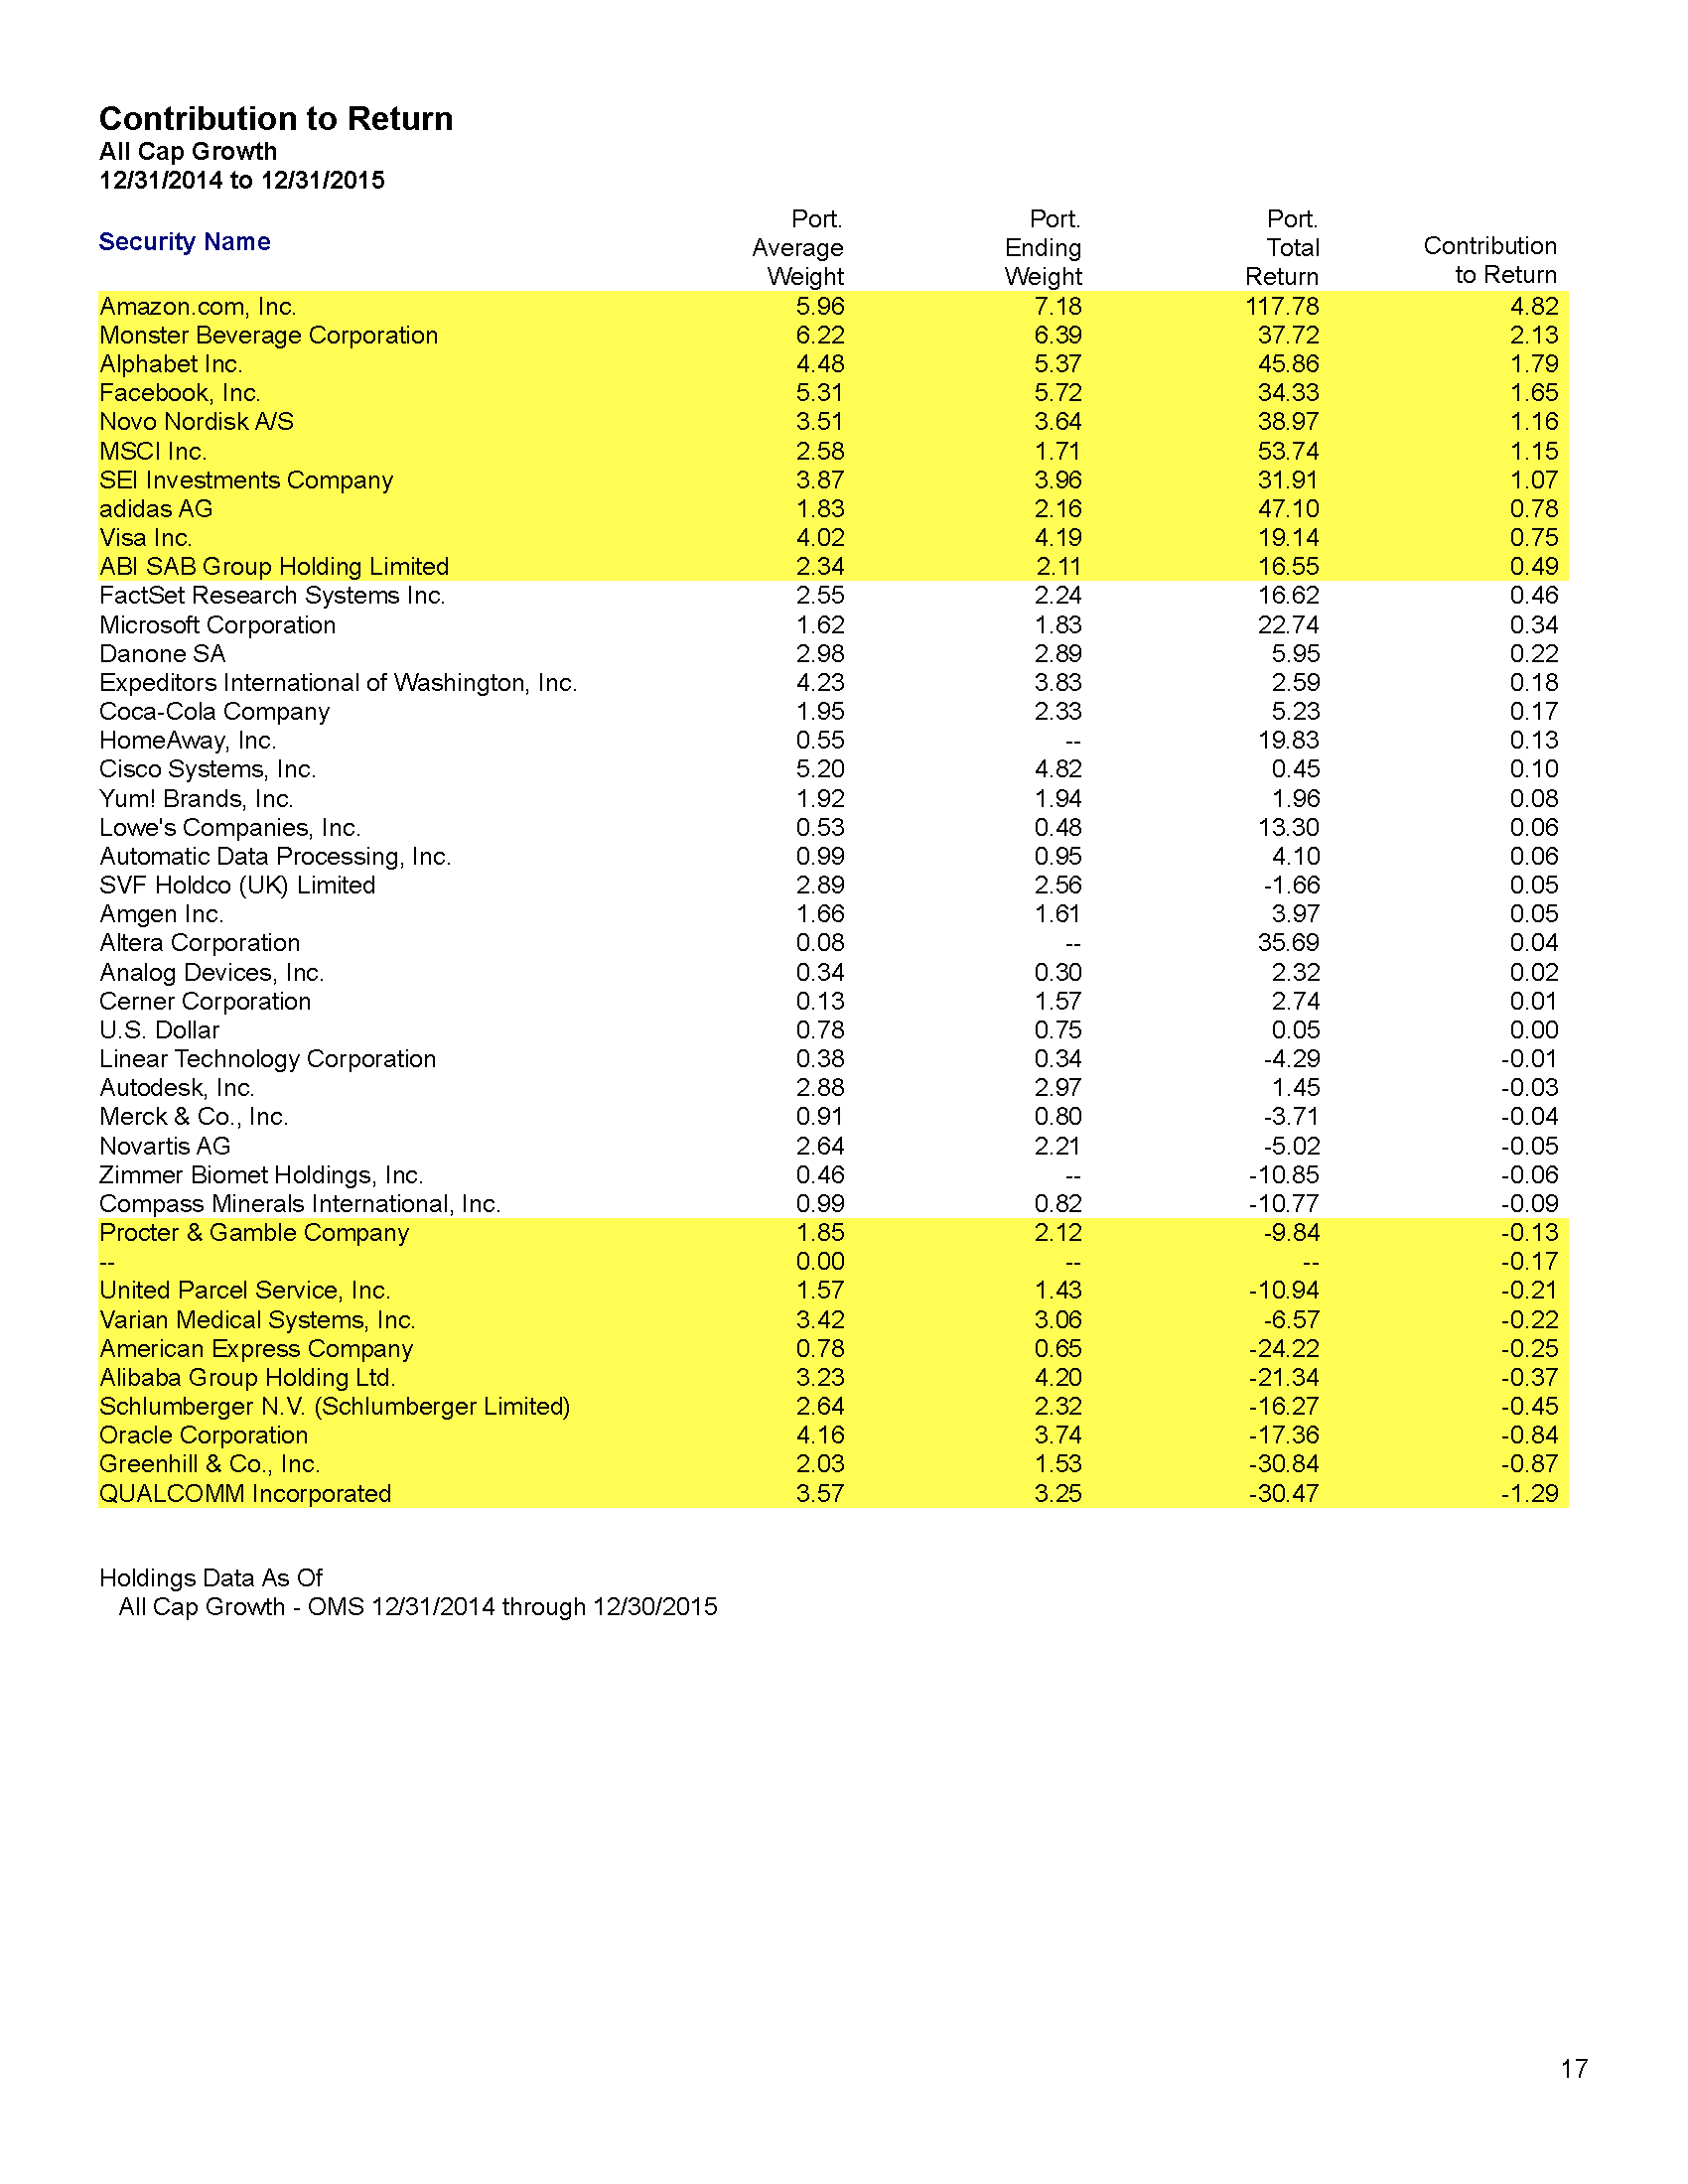 Contribution to Return
All Cap Growth
12/31/2014 to 12/31/2015
Security Name Port. Average Weight Port. Ending Weight Port. Total Return Contribution to Return
Amazon.com, Inc. 5.96 7.18 117.78 4.82
Monster Beverage Corporation 6.22 6.39 37.72 2.13
Alphabet Inc. 4.48 5.37 45.86 1.79
Facebook, Inc. 5.31 5.72 34.33 1.65
Novo Nordisk A/S 3.51 3.64 38.97 1.16
MSCI Inc. 2.58 1.71 53.74 1.15
SEI Investments Company 3.87 3.96 31.91 1.07
adidas AG 1.83 2.16 47.10 0.78
Visa Inc. 4.02 4.19 19.14 0.75
ABI SAB Group Holding Limited 2.34 2.11 16.55 0.49
FactSet Research Systems Inc. 2.55 2.24 16.62 0.46
Microsoft Corporation 1.62 1.83 22.74 0.34
Danone SA 2.98 2.89 5.95 0.22
Expeditors International of Washington, Inc. 4.23 3.83 2.59 0.18
Coca-Cola Company 1.95 2.33 5.23 0.17
HomeAway, Inc. 0.55 -- 19.83 0.13
Cisco Systems, Inc. 5.20 4.82 0.45 0.10
Yum! Brands, Inc. 1.92 1.94 1.96 0.08
Lowe's Companies, Inc. 0.53 0.48 13.30 0.06
Automatic Data Processing, Inc. 0.99 0.95 4.10 0.06
SVF Holdco (UK) Limited 2.89 2.56 -1.66 0.05
Amgen Inc. 1.66 1.61 3.97 0.05
Altera Corporation 0.08 -- 35.69 0.04
Analog Devices, Inc. 0.34 0.30 2.32 0.02
Cerner Corporation 0.13 1.57 2.74 0.01
U.S. Dollar 0.78 0.75 0.05 0.00
Linear Technology Corporation 0.38 0.34 -4.29 -0.01
Autodesk, Inc. 2.88 2.97 1.45 -0.03
Merck & Co., Inc. 0.91 0.80 -3.71 -0.04
Novartis AG 2.64 2.21 -5.02 -0.05
Zimmer Biomet Holdings, Inc. 0.46 -- -10.85 -0.06
Compass Minerals International, Inc. 0.99 0.82 -10.77 -0.09
Procter & Gamble Company 1.85 2.12 -9.84 -0.13
-- 0.00 -- -- -0.17
United Parcel Service, Inc. 1.57 1.43 -10.94 -0.21
Varian Medical Systems, Inc. 3.42 3.06 -6.57 -0.22
American Express Company 0.78 0.65 -24.22 -0.25
Alibaba Group Holding Ltd. 3.23 4.20 -21.34 -0.37
Schlumberger N.V. (Schlumberger Limited) 2.64 2.32 -16.27 -0.45
Oracle Corporation 4.16 3.74 -17.36 -0.84
Greenhill & Co., Inc. 2.03 1.53 -30.84 -0.87
QUALCOMM Incorporated 3.57 3.25 -30.47 -1.29
Holdings Data As Of
All Cap Growth - OMS 12/31/2014 through 12/30/2015
17